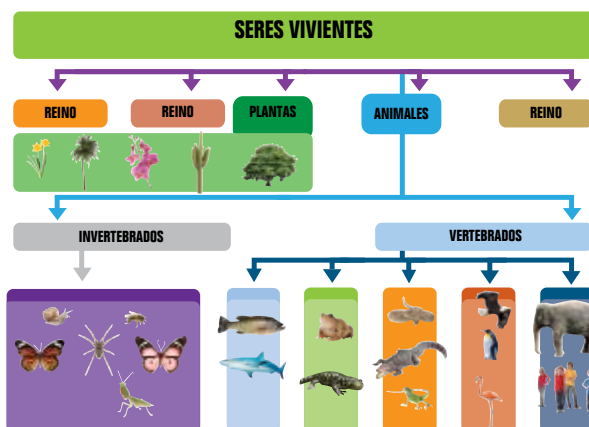 SERES VIVIENTES
REINO
REINO
PLANTAS
ANIMALES
REINO
INVERTEBRADOS
VERTEBRADOS